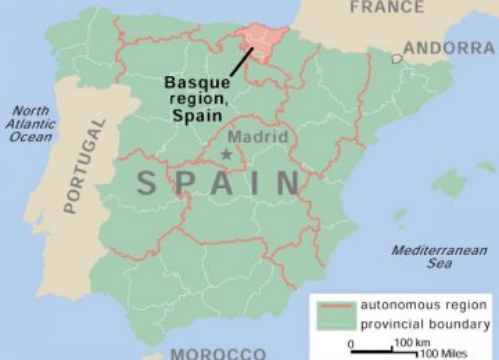 FRANCE
ANDORRA
Basque
region,
Spain
North
Atlantic
Ocean
PORTUGAL
Madrid
SPAIN
Mediterranean
Sea
autonomous region
provincial boundary
0 100 km
0 100 Miles
MOROCCO